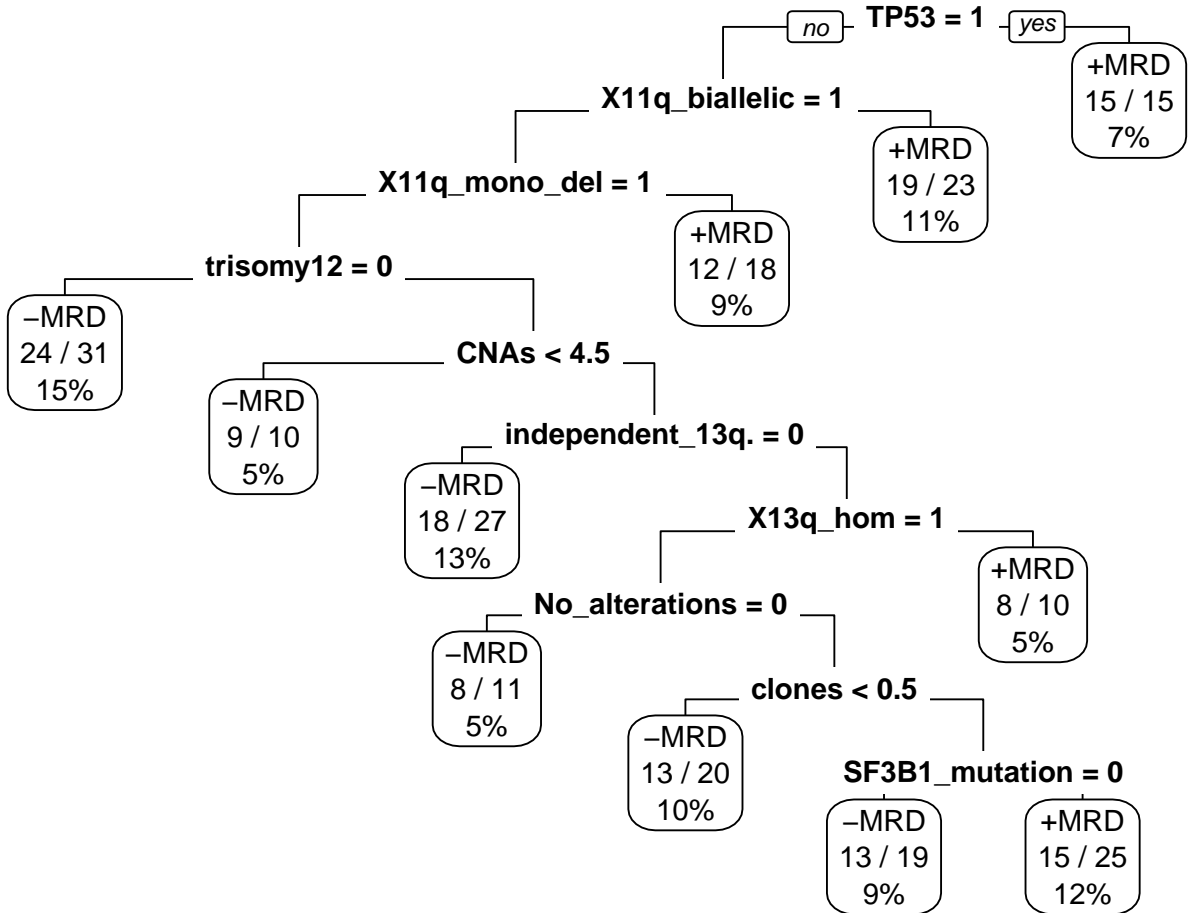 TP53 = 1
no
yes
+MRD
15 / 15
7%
X11q_biallelic = 1
+MRD
19 / 23
11%
X11q_mono_del = 1
+MRD
12 / 18
9%
trisomy12 = 0
−MRD
24 / 31
15%
CNAs < 4.5
−MRD
9 / 10
5%
independent_13q. = 0
−MRD
18 / 27
13%
X13q_hom = 1
+MRD
8 / 10
5%
No_alterations = 0
−MRD
8 / 11
5%
clones < 0.5
−MRD
13 / 20
10%
SF3B1_mutation = 0
−MRD
13 / 19
9%
+MRD
15 / 25
12%